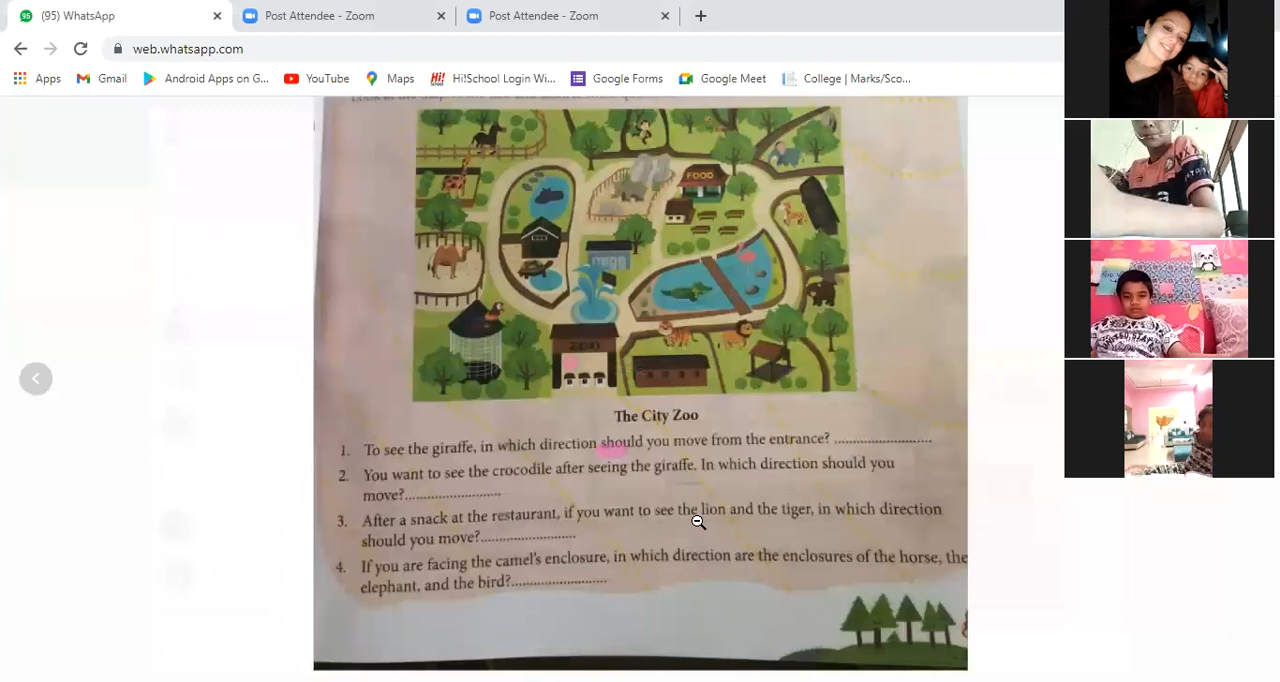 (95) WhatsApp
Post Attendee - Zoom
Post Attendee - Zoom
web.whatsapp.com
Apps
Gmail
Android Apps on G...
YouTube
Maps
Hi!
Hi!School Login Wi...
Google Forms
Google Meet
College | Marks/Sco...
FOOD
ZOO
The City Zoo
1. To see the giraffe, in which direction should you move from the entrance? ............................
2. You want to see the crocodile after seeing the giraffe. In which direction should you
move?............................
3. After a snack at the restaurant, if you want to see the lion and the tiger, in which direction
should you move?............................
4. If you are facing the camel's enclosure, in which direction are the enclosures of the horse, the
elephant, and the bird?............................